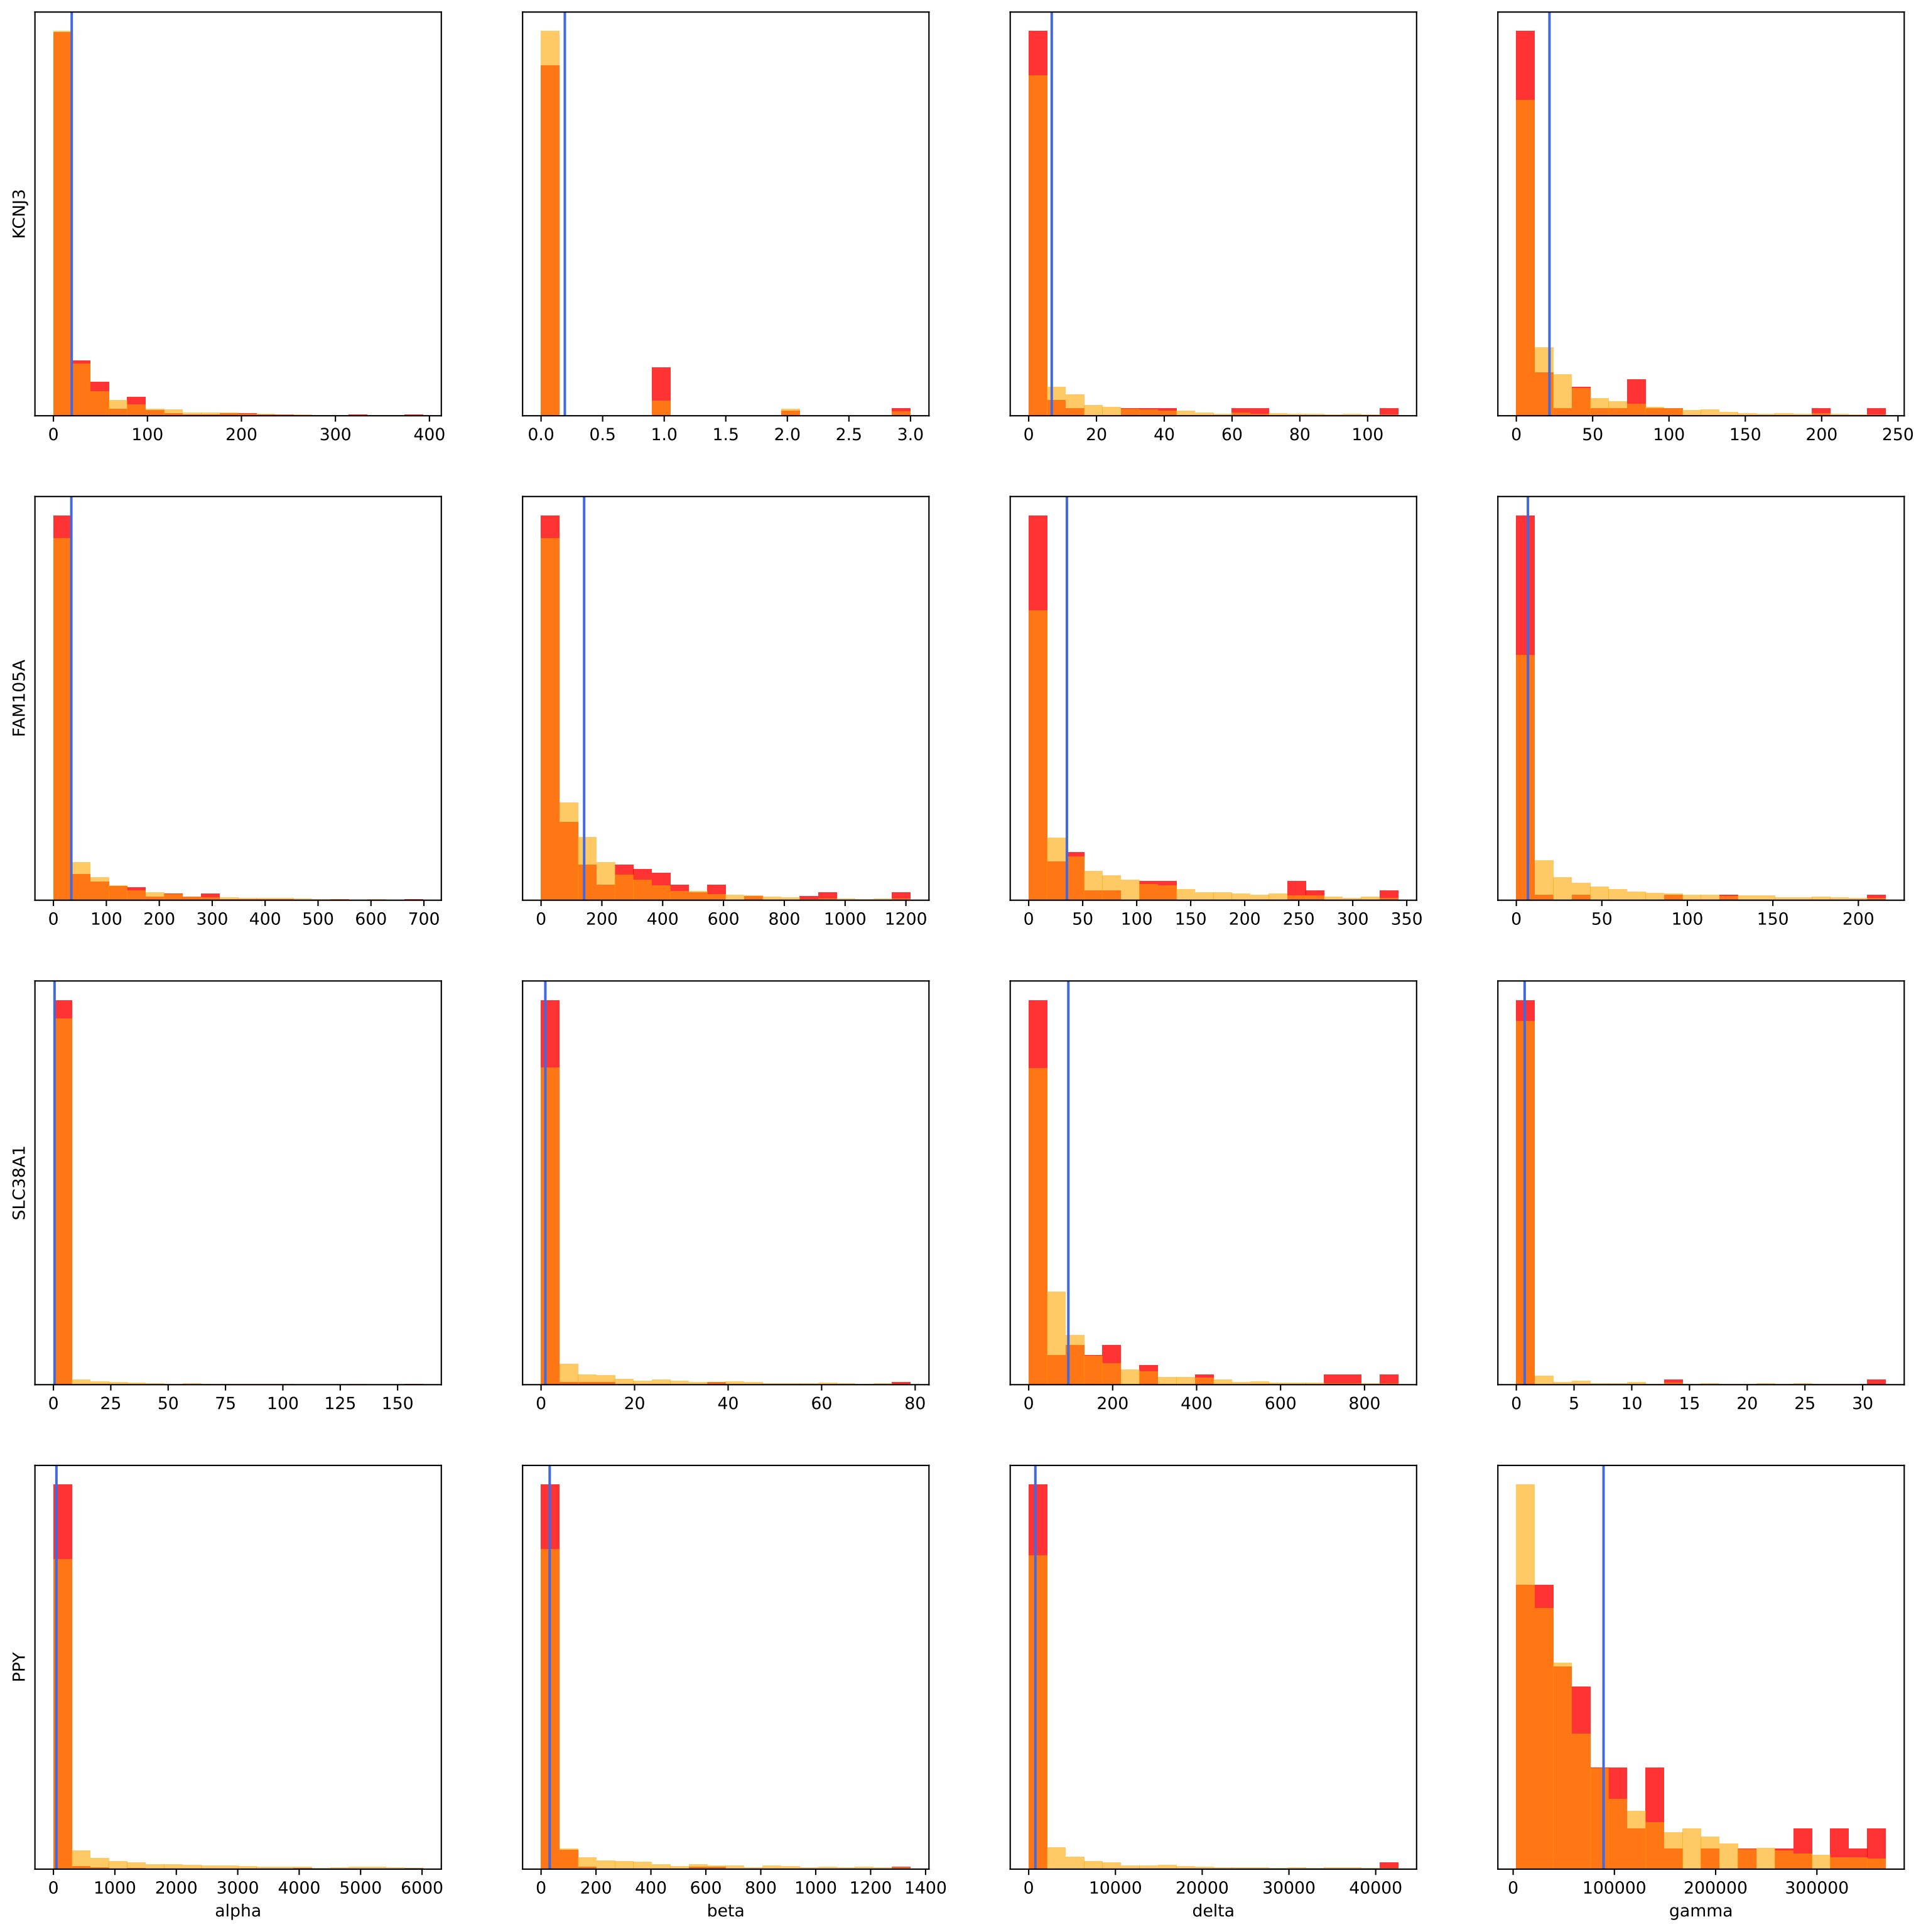 KCNJ3
0 100 200 300 400
0.0 0.5 1.0 1.5 2.0 2.5 3.0
0 20 40 60 80 100
0 50 100 150 200 250
FAM105A
0 100 200 300 400 500 600 700
0 200 400 600 800 1000 1200
0 50 100 150 200 250 300 350
0 50 100 150 200
SLC38A1
0 25 50 75 100 125 150
0 20 40 60 80
0 200 400 600 800
0 5 10 15 20 25 30
PPY
0 1000 2000 3000 4000 5000 6000
0 200 400 600 800 1000 1200 1400
0 10000 20000 30000 40000
0 100000 200000 300000
alpha
beta
delta
gamma